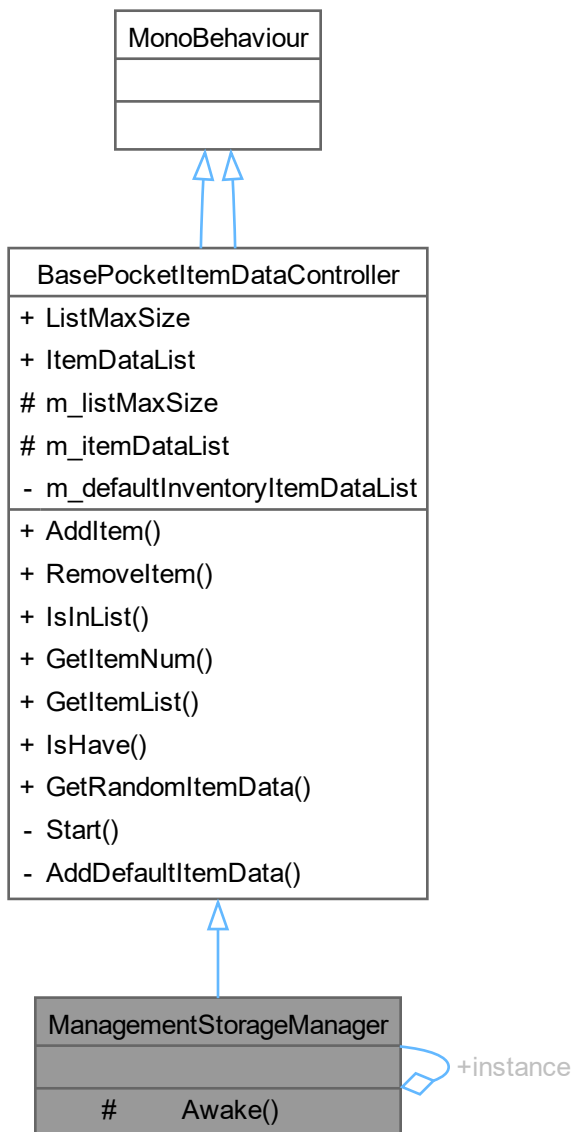 MonoBehaviour
BasePocketItemDataController
+ ListMaxSize
+ ItemDataList
# m_listMaxSize
# m_itemDataList
- m_defaultInventoryItemDataList
+ AddItem()
+ RemoveItem()
+ IsInList()
+ GetItemNum()
+ GetItemList()
+ IsHave()
+ GetRandomItemData()
- Start()
- AddDefaultItemData()
ManagementStorageManager
+instance
# Awake()